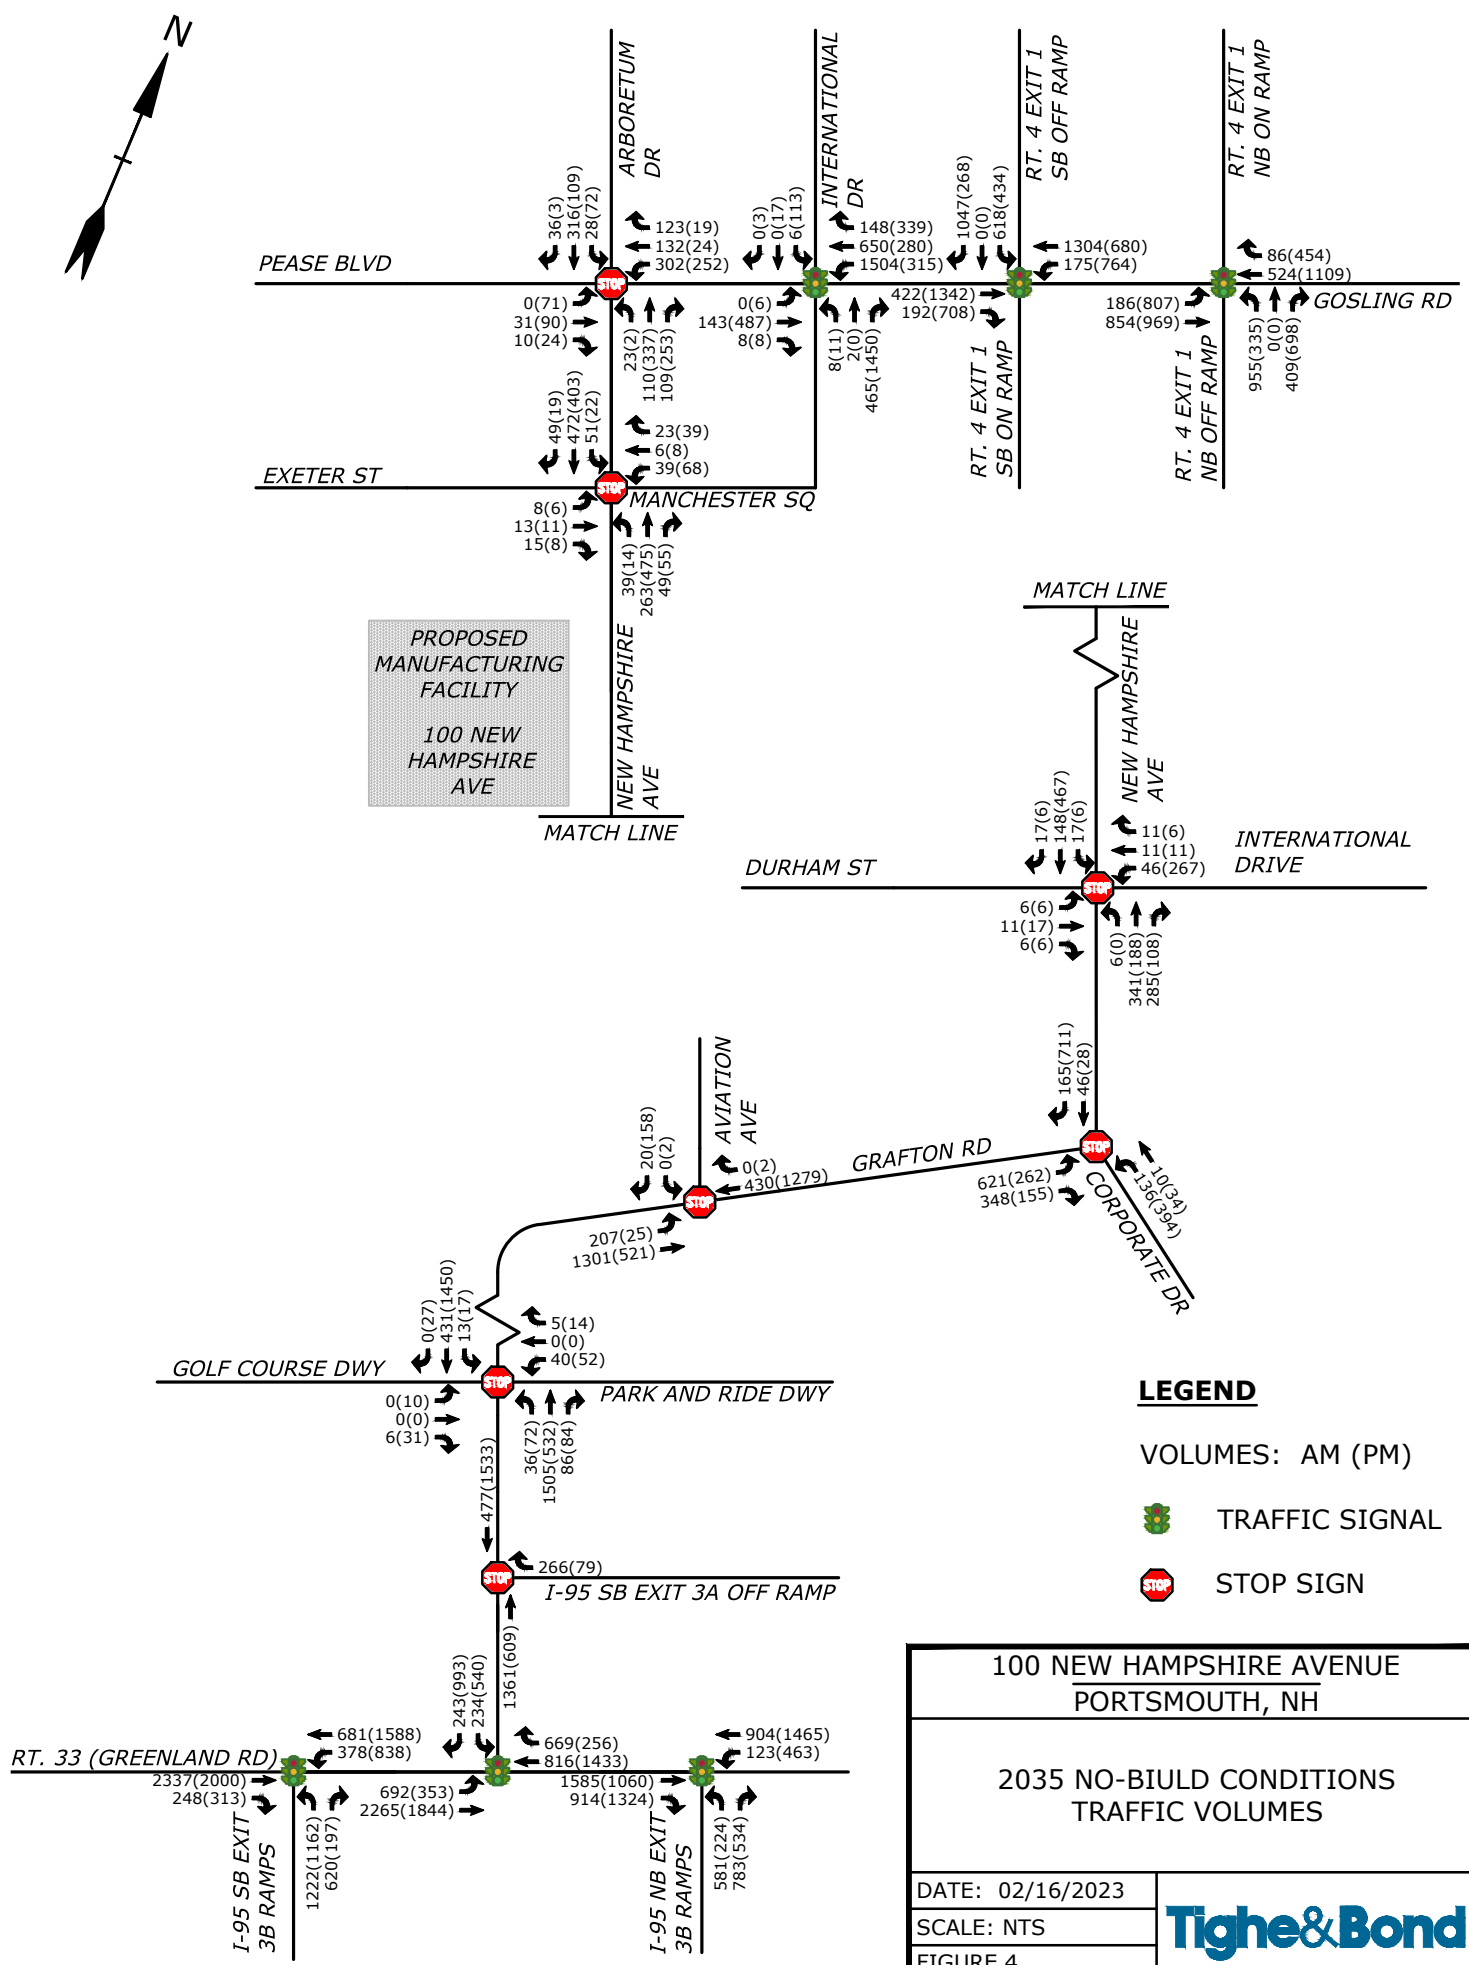 N
ARBORETUM
DR
INTERNATIONAL
DR
RT. 4 EXIT 1
SB OFF RAMP
RT. 4 EXIT 1
NB ON RAMP
36(3)
316(109)
28(72)
123(19)
132(24)
302(252)
0(3)
0(17)
6(113)
148(339)
650(280)
1504(315)
1047(268)
0(0)
618(434)
1304(680)
175(764)
86(454)
524(1109)
PEASE BLVD
GOSLING RD
STOP
0(71)
31(90)
10(24)
23(2)
110(337)
109(253)
0(6)
143(487)
8(8)
8(11)
2(0)
465(1450)
422(1342)
192(708)
RT. 4 EXIT 1
SB ON RAMP
186(807)
854(969)
RT. 4 EXIT 1
NB OFF RAMP
955(335)
0(0)
409(698)
49(19)
472(403)
51(22)
23(39)
6(8)
39(68)
EXETER ST
STOP
MANCHESTER SQ
8(6)
13(11)
15(8)
39(14)
263(475)
49(55)
PROPOSED
MANUFACTURING
FACILITY
100 NEW
HAMPSHIRE
AVE
NEW HAMPSHIRE
AVE
MATCH LINE
MATCH LINE
NEW HAMPSHIRE
AVE
17(6)
148(467)
17(6)
11(6)
11(11)
46(267)
DURHAM ST
INTERNATIONAL
DRIVE
STOP
6(6)
11(17)
6(6)
6(0)
341(188)
285(108)
165(711)
46(28)
STOP
621(262)
348(155)
10(34)
136(394)
CORPORATE DR
GRAFTON RD
AVIATION
AVE
20(158)
0(2)
0(2)
430(1279)
STOP
207(25)
1301(521)
0(27)
431(1450)
13(17)
5(14)
0(0)
40(52)
GOLF COURSE DWY
STOP
PARK AND RIDE DWY
0(10)
0(0)
6(31)
36(72)
1505(532)
86(84)
477(1533)
STOP
266(79)
I-95 SB EXIT 3A OFF RAMP
1361(609)
243(993)
234(540)
669(256)
816(1433)
681(1588)
378(838)
904(1465)
123(463)
RT. 33 (GREENLAND RD)
2337(2000)
248(313)
I-95 SB EXIT
3B RAMPS
1222(1162)
620(197)
692(353)
2265(1844)
1585(1060)
914(1324)
I-95 NB EXIT
3B RAMPS
581(224)
783(534)
LEGEND
VOLUMES: AM (PM)
TRAFFIC SIGNAL
STOP
STOP SIGN
100 NEW HAMPSHIRE AVENUE
PORTSMOUTH, NH
2035 NO-BIULD CONDITIONS
TRAFFIC VOLUMES
DATE: 02/16/2023
SCALE: NTS
FIGURE 4
Tighe&Bond